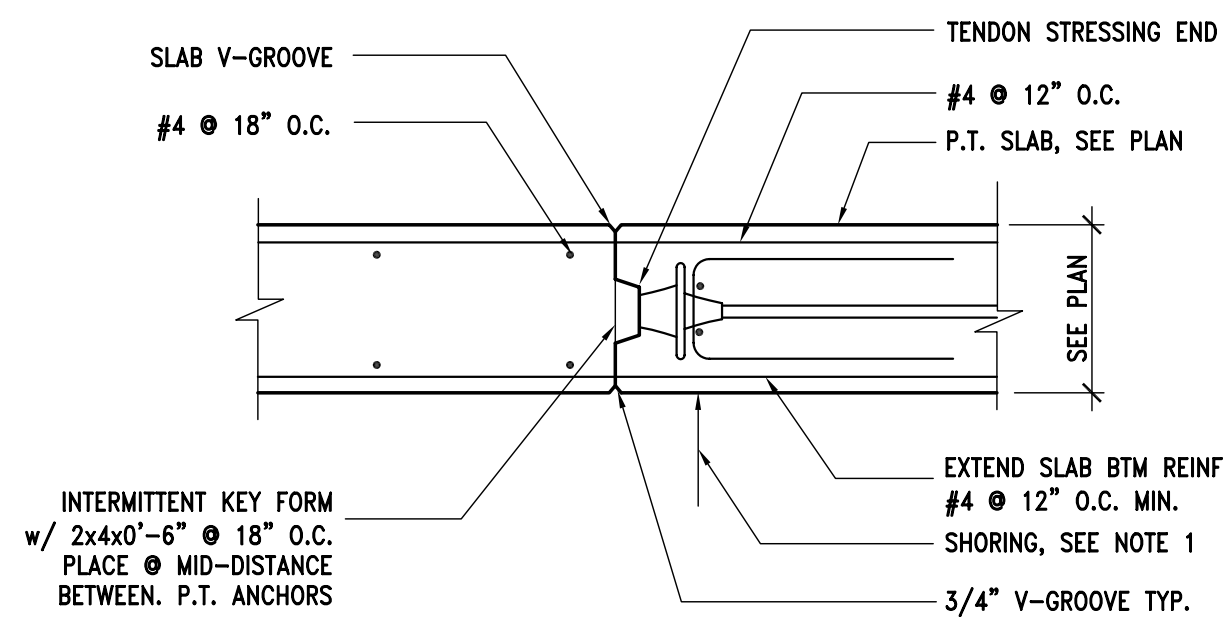 SLAB V-GROOVE
#4 @ 18" O.C.
TENDON STRESSING END
#4 @ 12" O.C.
P.T. SLAB, SEE PLAN
SEE PLAN
INTERMITTENT KEY FORM
w/ 2x4x0'-6" @ 18" O.C.
PLACE @ MID-DISTANCE
BETWEEN. P.T. ANCHORS
EXTEND SLAB BTM REINF
#4 @ 12" O.C. MIN.
SHORING, SEE NOTE 1
3/4" V-GROOVE TYP.